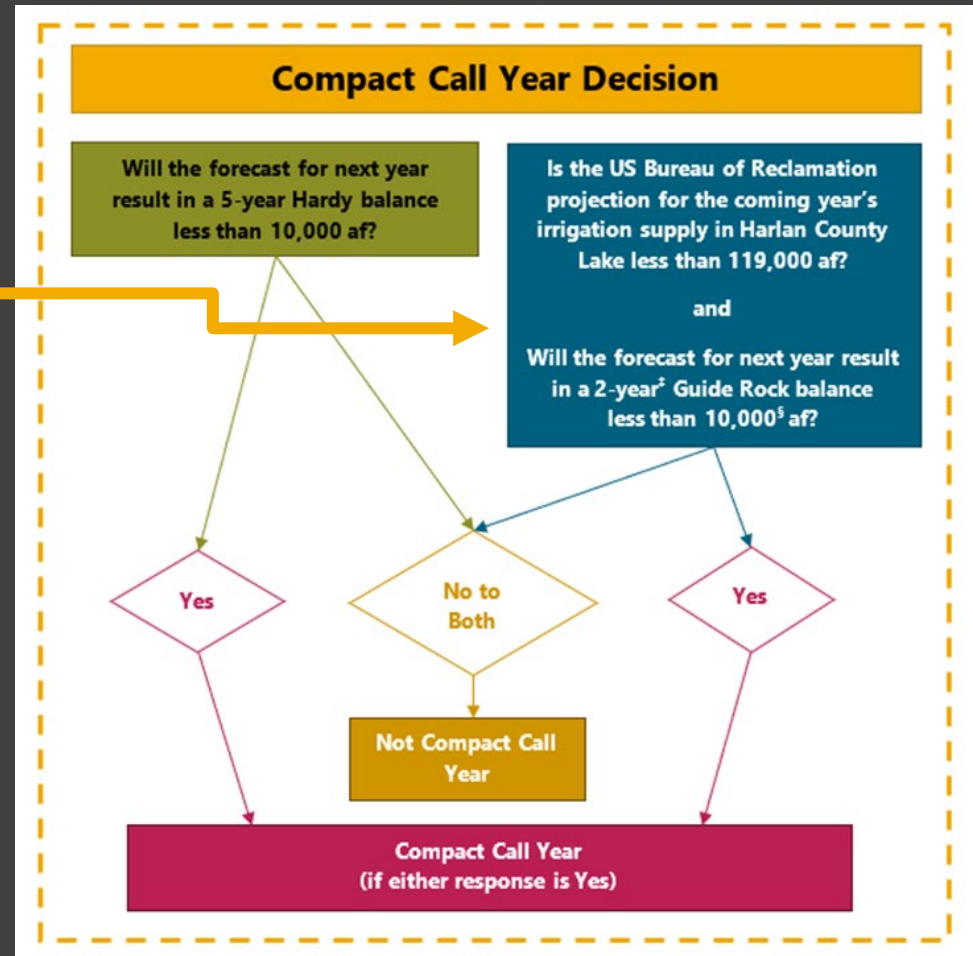 Compact Call Year Decision
Will the forecast for next year
result in a 5-year Hardy balance
less than 10,000 af?
Is the US Bureau of Reclamation
projection for the coming year's
irrigation supply in Harlan County
Lake less than 119,000 af?
and
Will the forecast for next year result
in a 2-year‡ Guide Rock balance
less than 10,000§ af?
Yes
No to
Both
Yes
Not Compact Call
Year
Compact Call Year
(if either response is Yes)